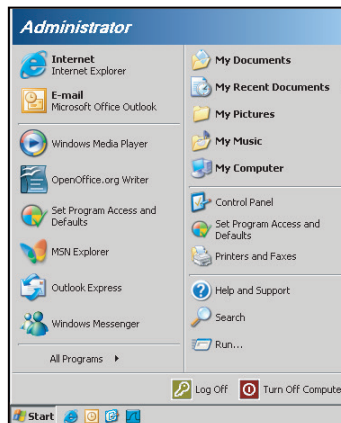 Administrator
Internet
Internet Explorer
E-mail
Microsoft Office Outlook
Windows Media Player
OpenOffice.org Writer
Set Program Access and
Defaults
MSN Explorer
Outlook Express
Windows Messenger
All Programs
My Documents
My Recent Documents
My Pictures
My Music
My Computer
Control Panel
Set Program Access and
Defaults
Printers and Faxes
Help and Support
Search
Run...
Log Off
Turn Off Compute
Start